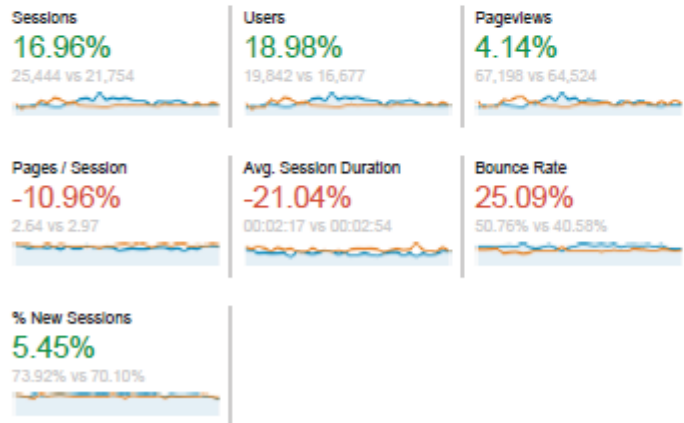 Sessions
16.96%
25,444 vs 21,754
Users
18.98%
19,842 vs 16,677
Pageviews
4.14%
67,198 vs 64,524
Pages / Session
-10.96%
2.64 vs 2.97
Avg. Session Duration
-21.04%
00:02:17 vs 00:02:54
Bounce Rate
25.09%
50.76% vs 40.58%
% New Sessions
5.45%
73.92% vs 70.10%